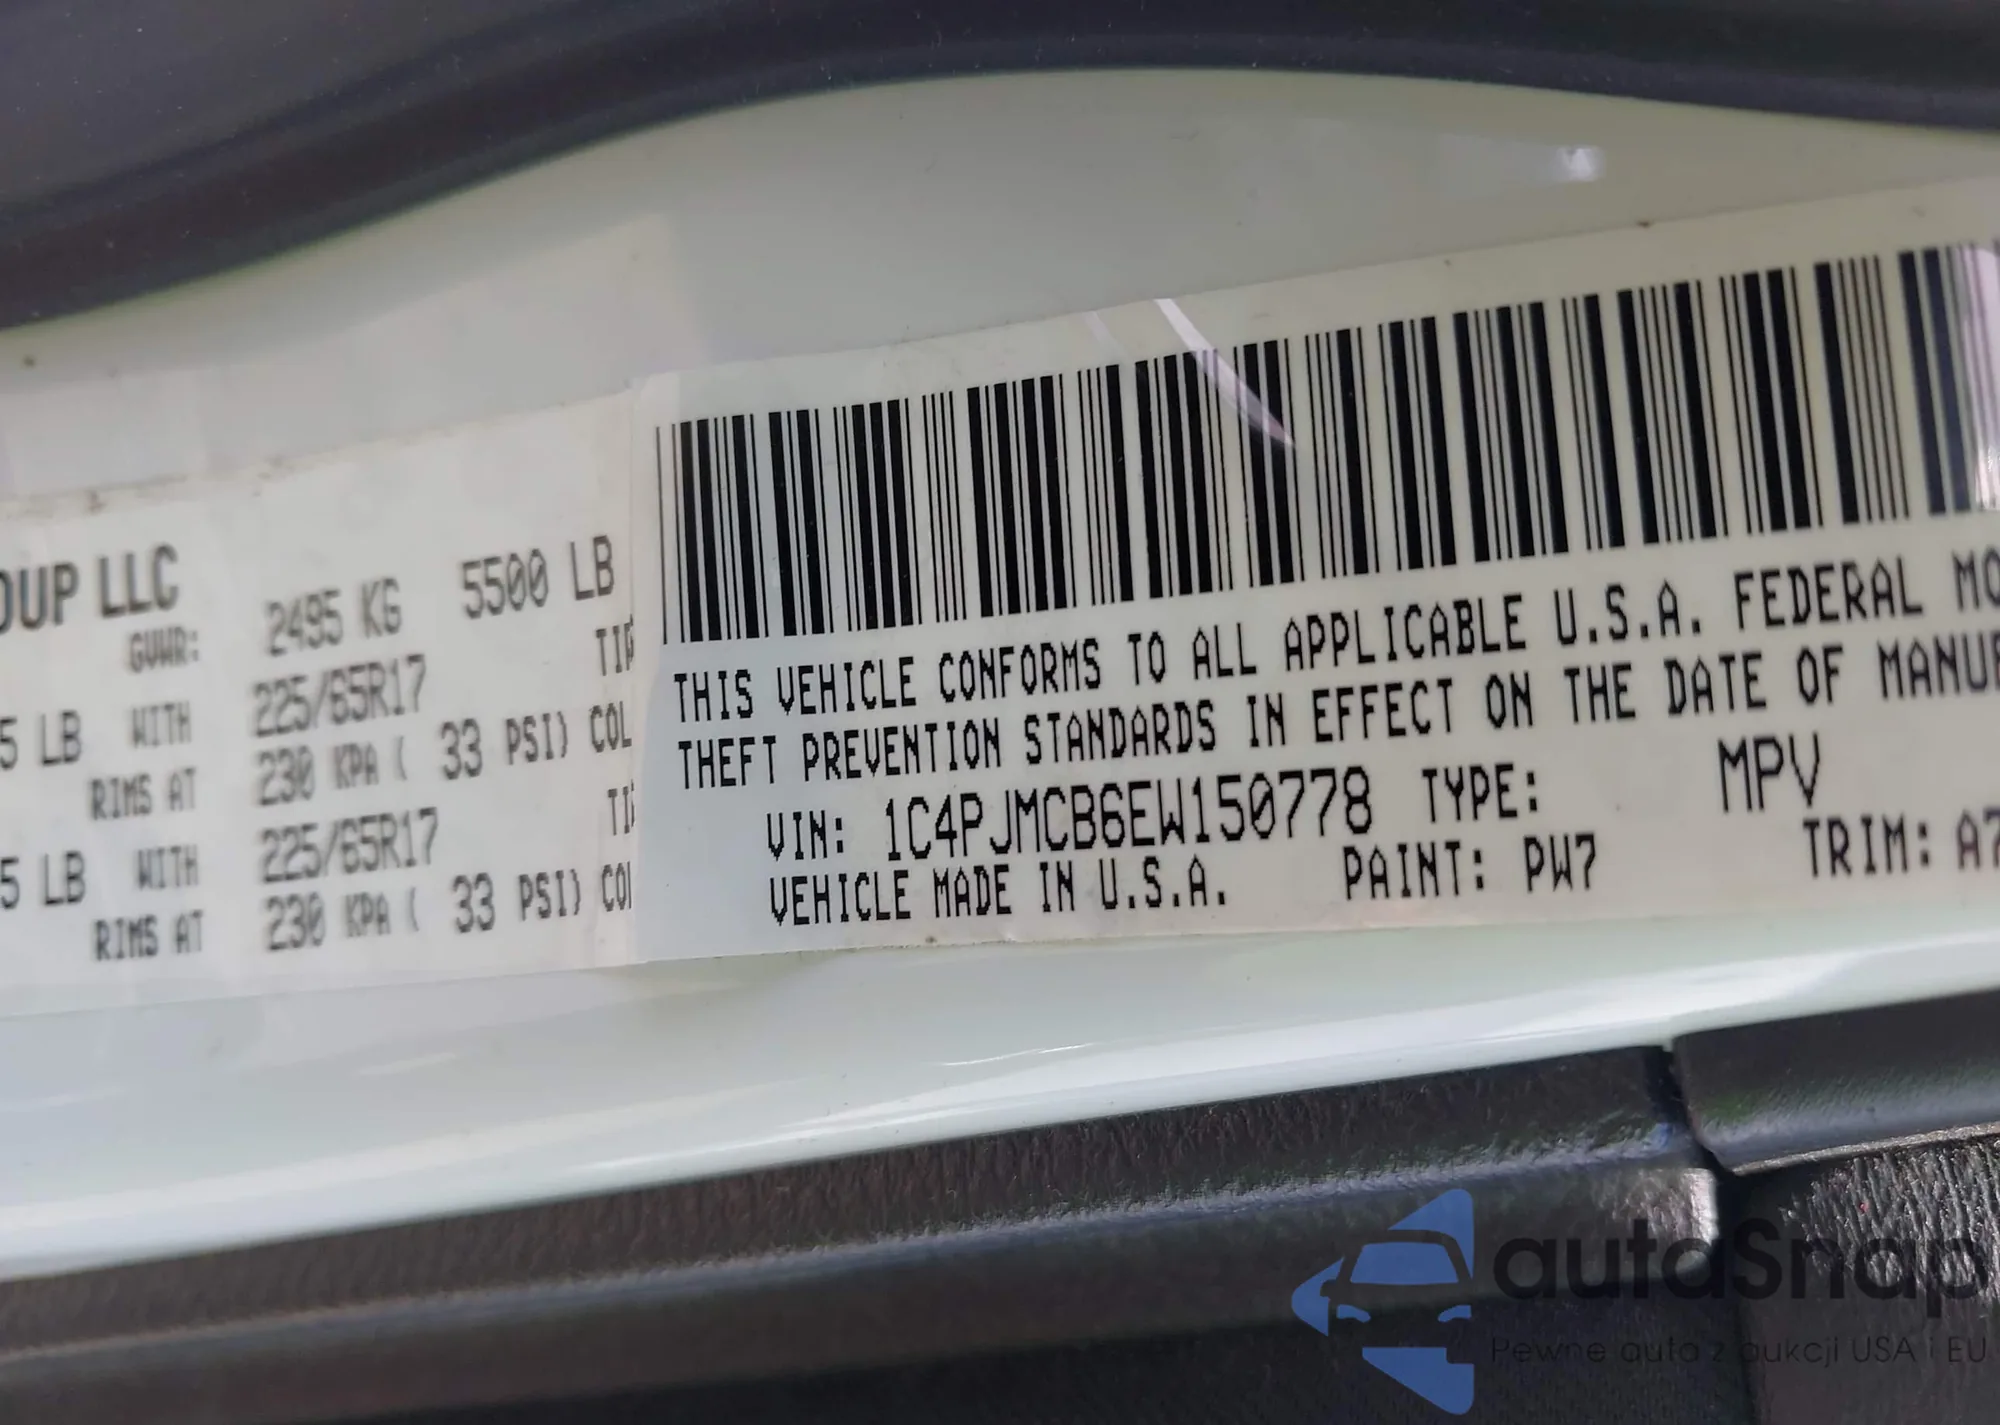 OUP LLC
GVWR: 2495 KG 5500 LB
5 LB WITH 225/65R17 TIR
RIMS AT 230 KPA ( 33 PSI) COL
5 LB WITH 225/65R17
RIMS AT 230 KPA ( 33 PSI)
THIS VEHICLE CONFORMS TO ALL APPLICABLE U.S.A. FEDERAL MO
THEFT PREVENTION STANDARDS IN EFFECT ON THE DATE OF MANUF
VIN: 1C4PJMCB6EW150778 TYPE: MPV
VEHICLE MADE IN U.S.A. PAINT: PW7 TRIM: A7
autoSnap
Pewne auta z aukcji USA i EU